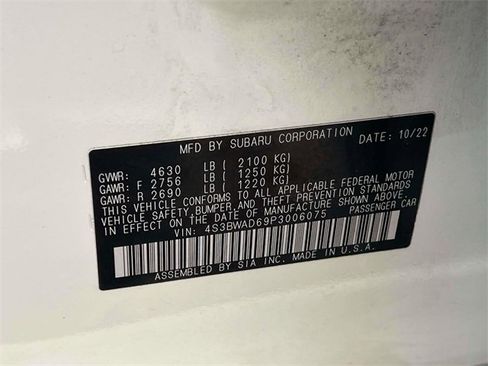 MFD BY SUBARU CORPORATION DATE: 10/22
GVWR: 4630 LB ( 2100 KG)
GAWR: F 2756 LB ( 1250 KG)
GAWR: R 2690 LB ( 1220 KG)
THIS VEHICLE CONFORMS TO ALL APPLICABLE FEDERAL MOTOR
VEHICLE SAFETY, BUMPER, AND THEFT PREVENTION STANDARDS
IN EFFECT ON THE DATE OF MANUFACTURE SHOWN ABOVE.
VIN: 4S3BWAD69P3006075 PASSENGER CAR
ASSEMBLED BY SIA INC. MADE IN U.S.A.